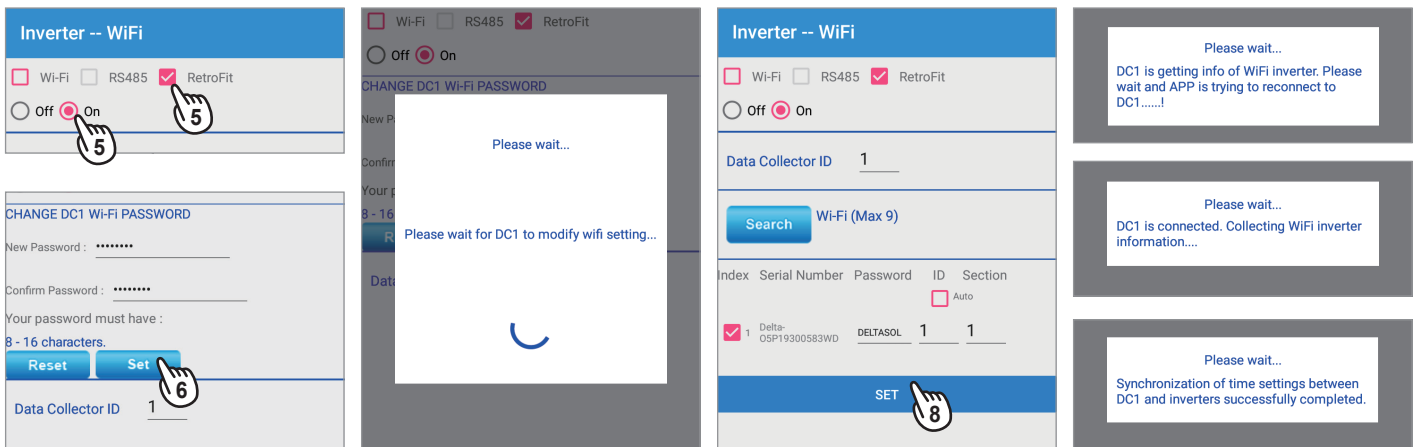 Inverter -- WiFi
Wi-Fi RS485 RetroFit
Off On
5
5
CHANGE DC1 Wi-Fi PASSWORD
New Password : ••••••••
Confirm Password : ••••••••
Your password must have :
8 - 16 characters.
Reset Set
6
Data Collector ID 1
Wi-Fi RS485 RetroFit
Off On
CHANGE DC1 Wi-Fi PASSWORD
New P
Please wait...
Confir
Your p
8 - 16
R
Please wait for DC1 to modify wifi setting...
Data
Inverter -- WiFi
Wi-Fi RS485 RetroFit
Off On
Data Collector ID 1
Search Wi-Fi (Max 9)
Index Serial Number Password ID Section
Auto
1 Delta- DELTASOL 1 1
O5P19300583WD
SET
8
Please wait...
DC1 is getting info of WiFi inverter. Please
wait and APP is trying to reconnect to
DC1......!
Please wait...
DC1 is connected. Collecting WiFi inverter
information....
Please wait...
Synchronization of time settings between
DC1 and inverters successfully completed.